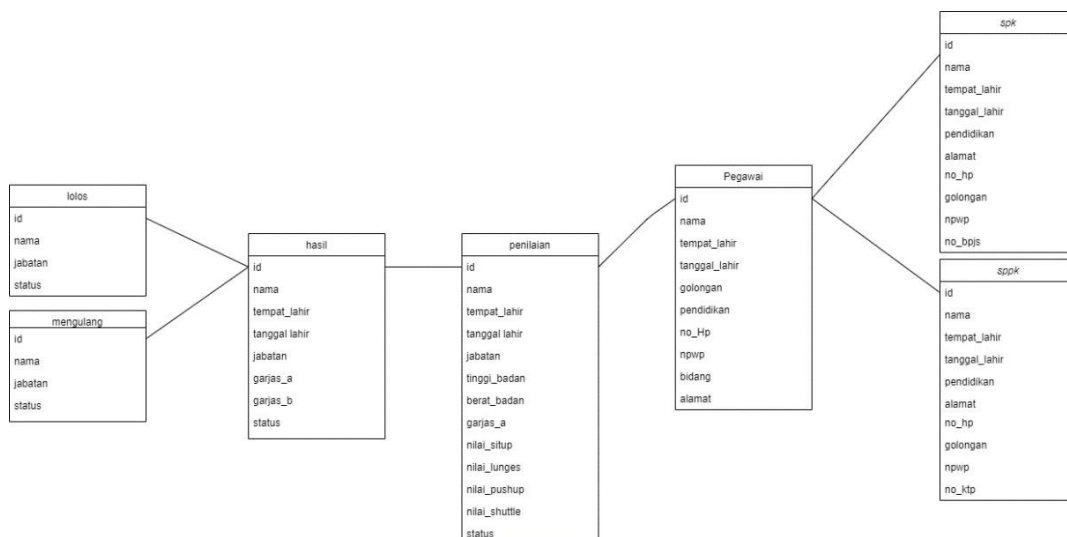 lolos
id
nama
jabatan
status
mengulang
id
nama
jabatan
status
hasil
id
nama
tempat_lahir
tanggal lahir
jabatan
garjas_a
garjas_b
status
penilaian
id
nama
tempat_lahir
tanggal lahir
jabatan
tinggi_badan
berat_badan
garjas_a
nilai_situp
nilai_lunges
nilai_pushup
nilai_shuttle
status
Pegawai
id
nama
tempat_lahir
tanggal_lahir
golongan
pendidikan
no_Hp
npwp
bidang
alamat
spk
id
nama
tempat_lahir
tanggal_lahir
pendidikan
alamat
no_hp
golongan
npwp
no_bpjs
sppk
id
nama
tempat_lahir
tanggal_lahir
pendidikan
alamat
no_hp
golongan
npwp
no_ktp